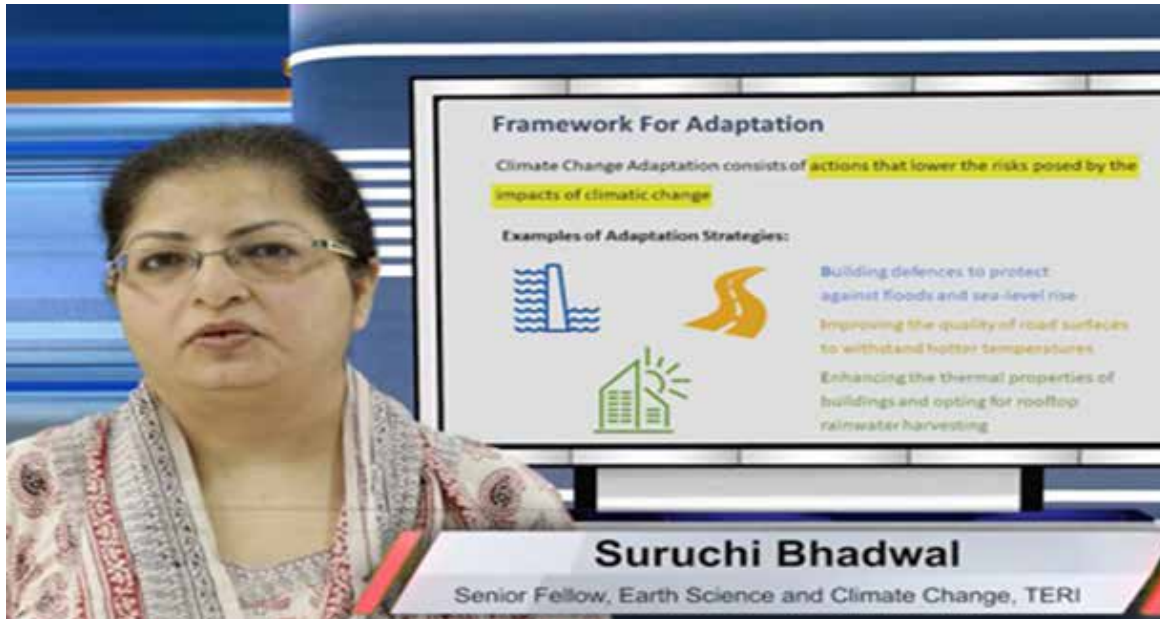 Framework For Adaptation
Climate Change Adaptation consists of actions that lower the risks posed by the
impacts of climatic change
Examples of Adaptation Strategies:
Building defences to protect
against floods and sea-level rise
Improving the quality of road surfaces
to withstand hotter temperatures
Enhancing the thermal properties of
buildings and opting for rooftop
rainwater harvesting
Suruchi Bhadwal
Senior Fellow, Earth Science and Climate Change, TERI